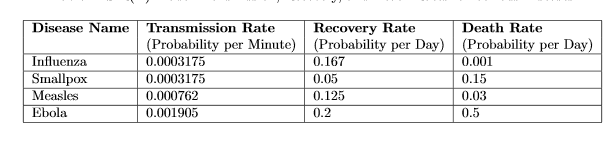 Disease Name Transmission Rate Recovery Rate Death Rate
(Probability per Minute) (Probability per Day) (Probability per Day)
Influenza 0.0003175 0.167 0.001
Smallpox 0.0003175 0.05 0.15
Measles 0.000762 0.125 0.03
Ebola 0.001905 0.2 0.5